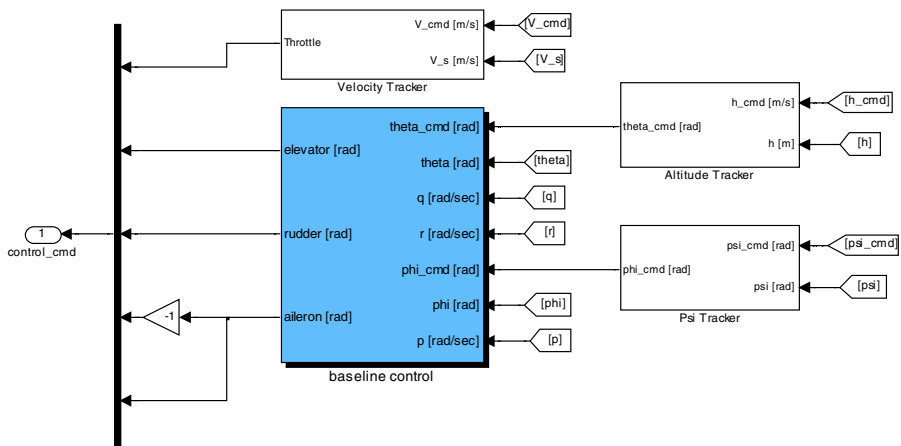 V_cmd [m/s]
[V_cmd]
Throttle
V_s [m/s]
[V_s]
Velocity Tracker
theta_cmd [rad]
theta_cmd [rad]
h_cmd [m/s]
[h_cmd]
h [m]
[h]
Altitude Tracker
elevator [rad]
theta [rad]
[theta]
q [rad/sec]
[q]
1
control_cmd
rudder [rad]
r [rad/sec]
[r]
phi_cmd [rad]
phi_cmd [rad]
psi_cmd [rad]
[psi_cmd]
psi [rad]
[psi]
Psi Tracker
-1
aileron [rad]
phi [rad]
[phi]
p [rad/sec]
[p]
baseline control